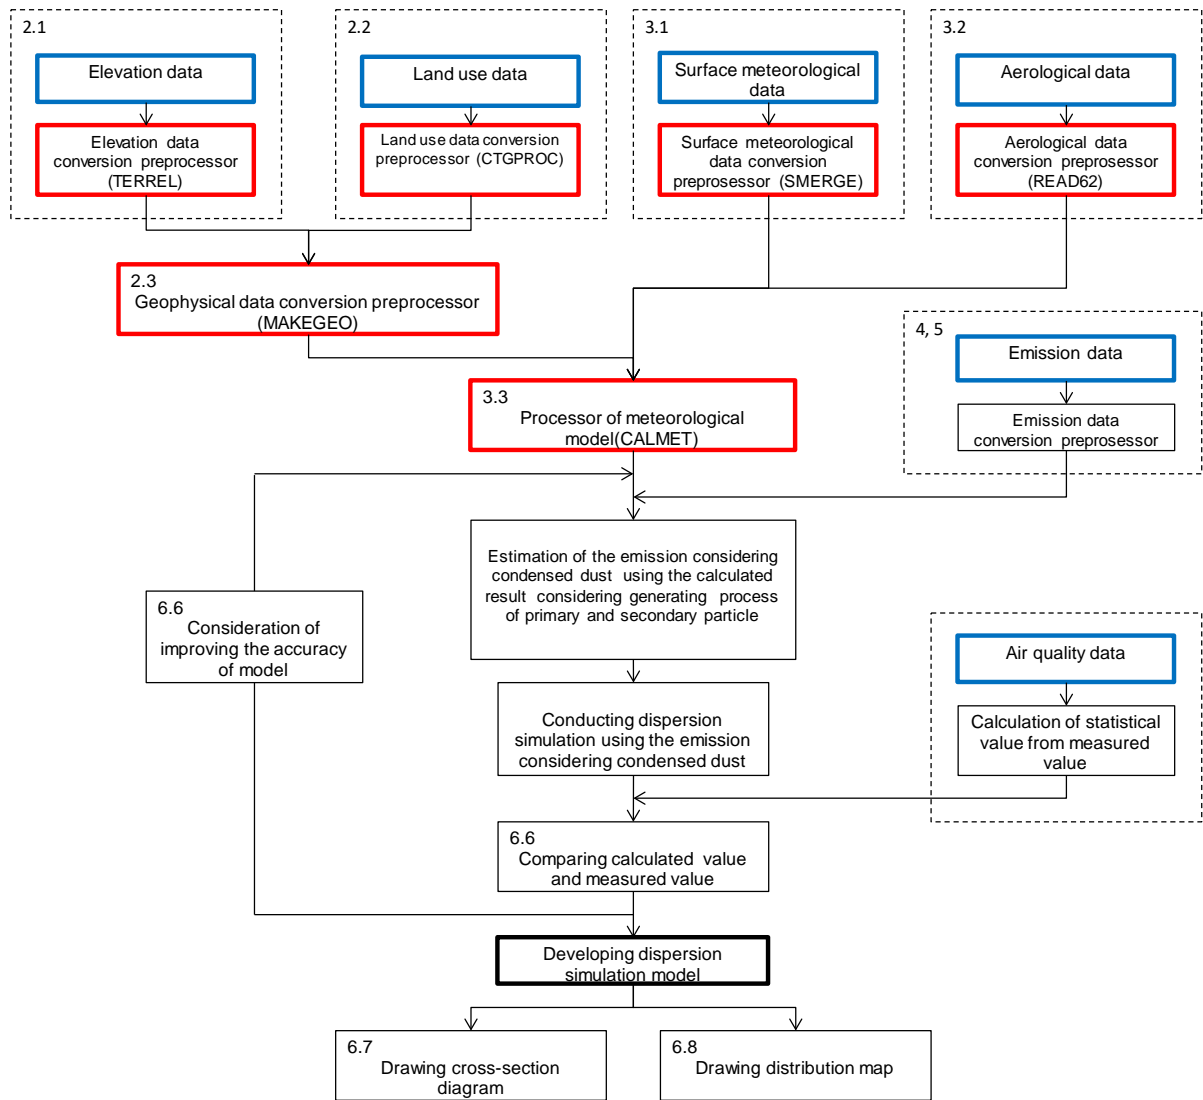 2.1
Elevation data
Elevation data
conversion preprocessor
(TERREL)
2.2
Land use data
Land use data conversion
preprocessor (CTGPROC)
3.1
Surface meteorological
data
Surface meteorological
data conversion
preprosessor (SMERGE)
3.2
Aerological data
Aerological data
conversion preprosessor
(READ62)
2.3
Geophysical data conversion preprocessor
(MAKEGEO)
4, 5
Emission data
Emission data
conversion preprosessor
3.3
Processor of meteorological
model(CALMET)
Estimation of the emission considering
condensed dust using the calculated
result considering generating process
of primary and secondary particle
6.6
Consideration of
improving the accuracy
of model
Air quality data
Calculation of statistical
value from measured
value
Conducting dispersion
simulation using the emission
considering condensed dust
6.6
Comparing calculated value
and measured value
Developing dispersion
simulation model
6.7
Drawing cross-section
diagram
6.8
Drawing distribution map